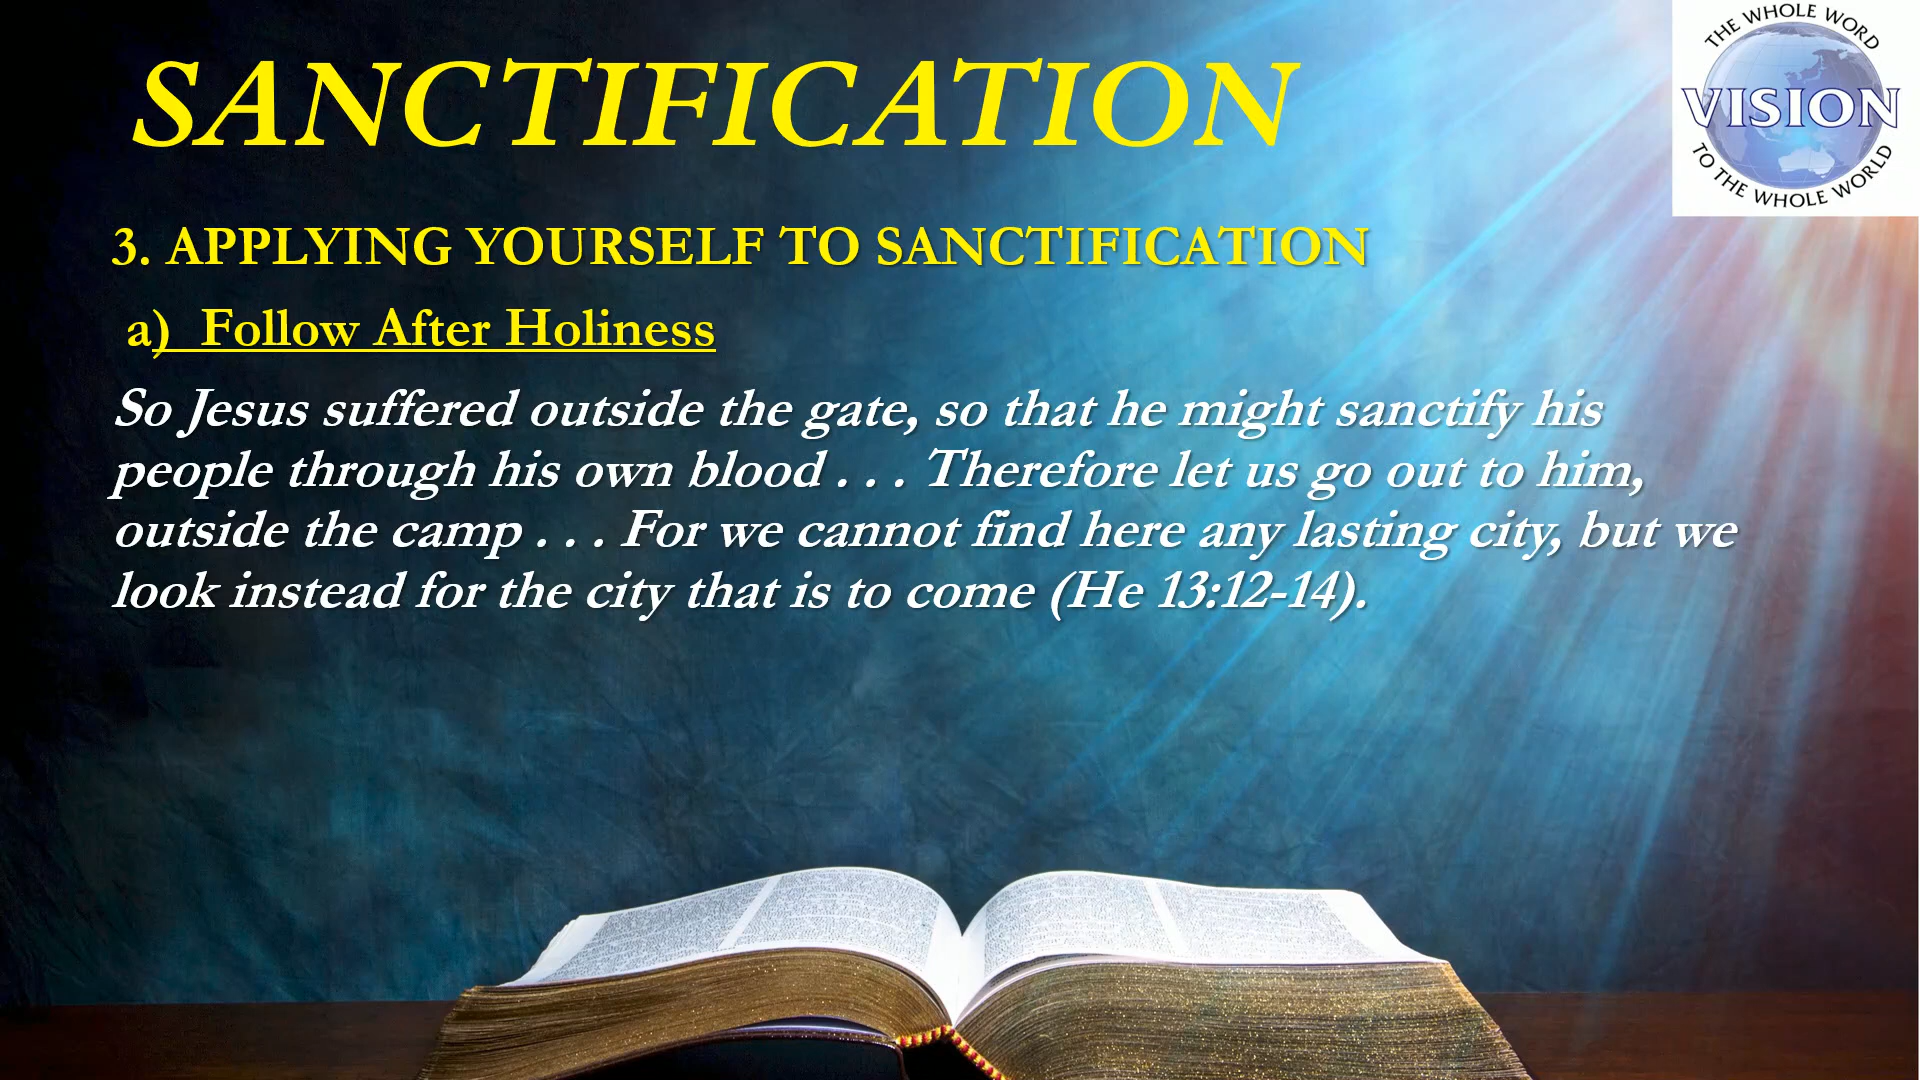 SANCTIFICATION
THE WHOLE WORD
VISION
TO THE WHOLE WORLD
3. APPLYING YOURSELF TO SANCTIFICATION
a)  Follow After Holiness
So Jesus suffered outside the gate, so that he might sanctify his
people through his own blood . . . Therefore let us go out to him,
outside the camp . . . For we cannot find here any lasting city, but we
look instead for the city that is to come (He 13:12-14).